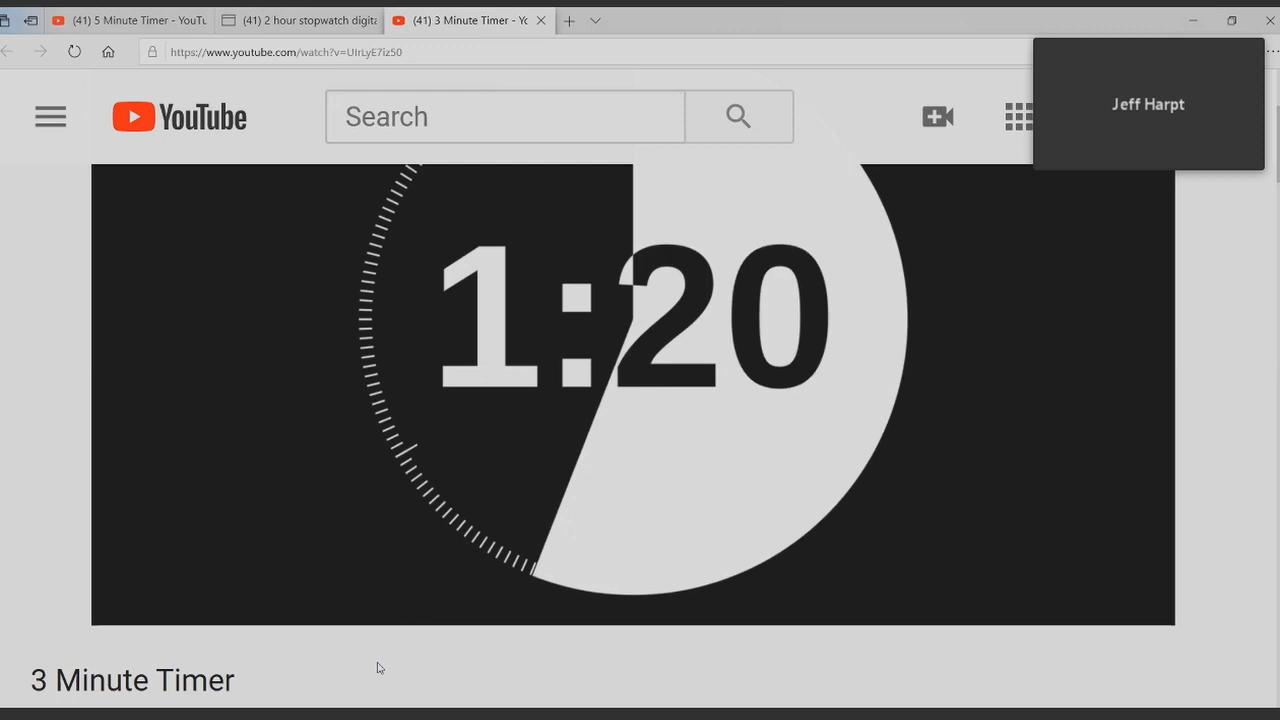 (41) 5 Minute Timer - YouTu
(41) 2 hour stopwatch digita
(41) 3 Minute Timer - Yo
https://www.youtube.com/watch?v=UIrLyE7iz50
YouTube
Search
Jeff Harpt
1:20
3 Minute Timer